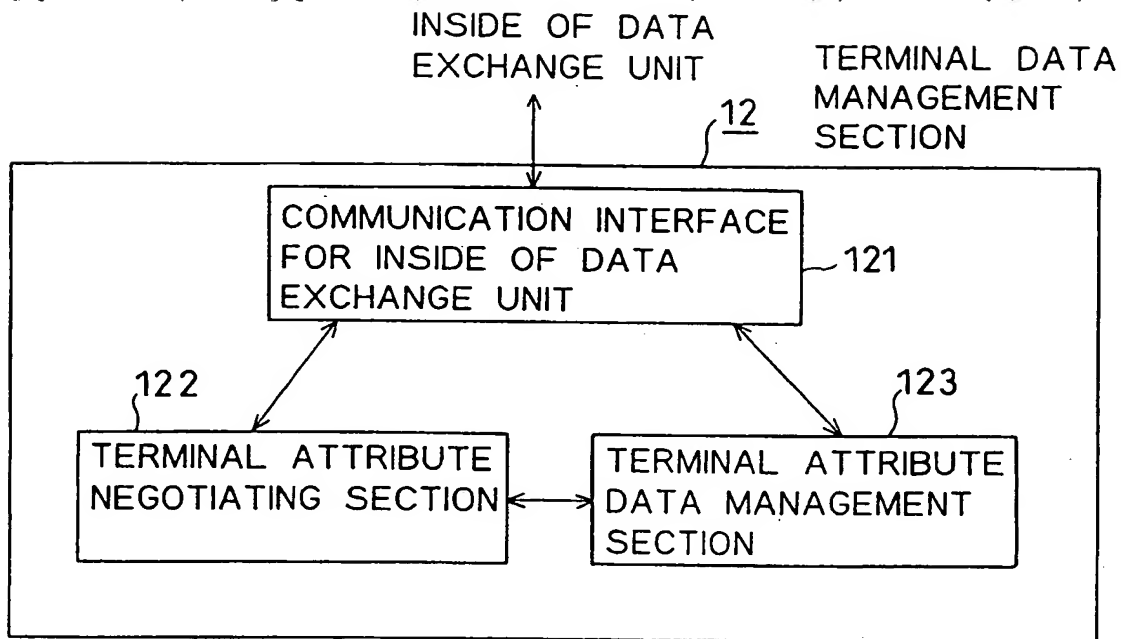 INSIDE OF DATA
EXCHANGE UNIT
TERMINAL DATA
MANAGEMENT
SECTION
12
COMMUNICATION INTERFACE
FOR INSIDE OF DATA
EXCHANGE UNIT
121
122
123
TERMINAL ATTRIBUTE
NEGOTIATING SECTION
TERMINAL ATTRIBUTE
DATA MANAGEMENT
SECTION